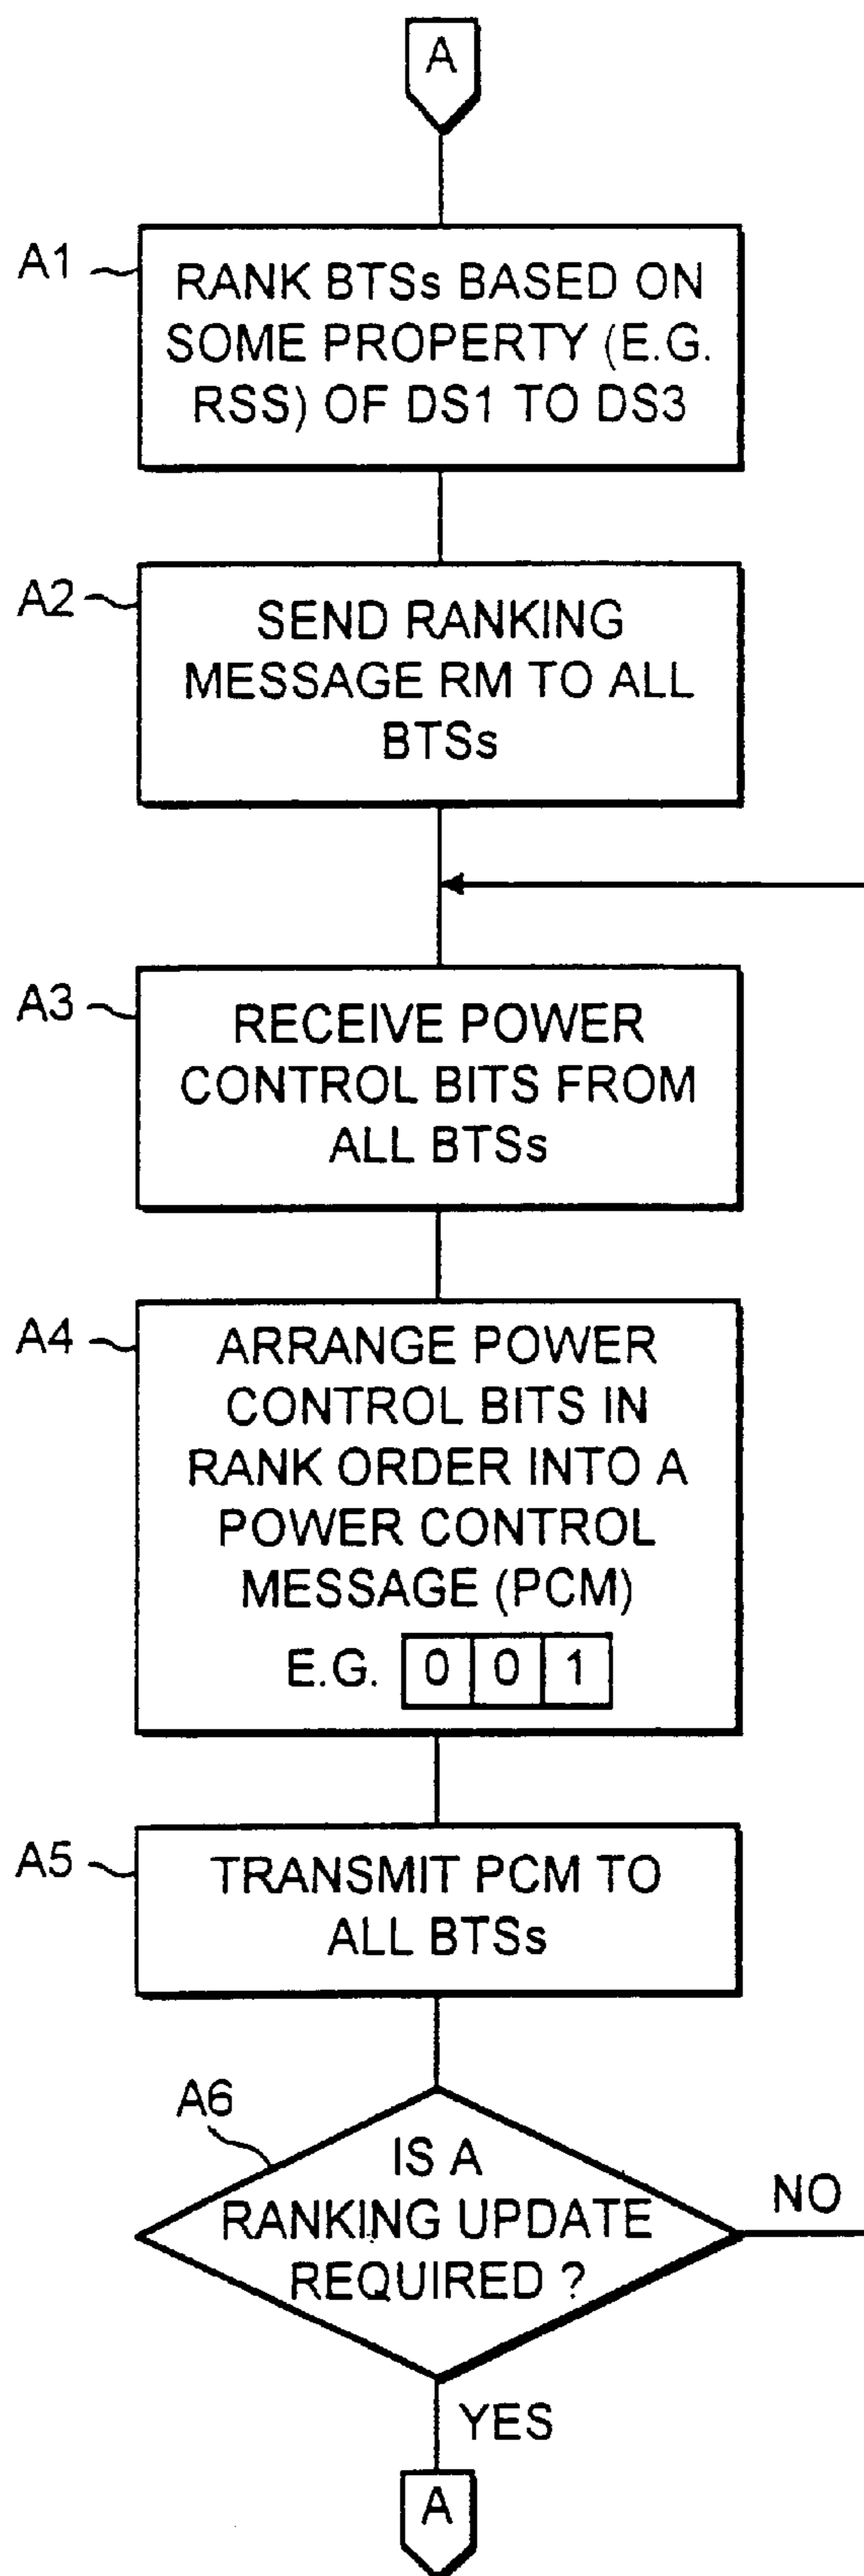 A
A1
RANK BTSs BASED ON
SOME PROPERTY (E.G.
RSS) OF DS1 TO DS3
A2
SEND RANKING
MESSAGE RM TO ALL
BTSs
A3
RECEIVE POWER
CONTROL BITS FROM
ALL BTSs
A4
ARRANGE POWER
CONTROL BITS IN
RANK ORDER INTO A
POWER CONTROL
MESSAGE (PCM)
E.G. 0 0 1
A5
TRANSMIT PCM TO
ALL BTSs
A6
IS A
RANKING UPDATE
REQUIRED ?
NO
YES
A